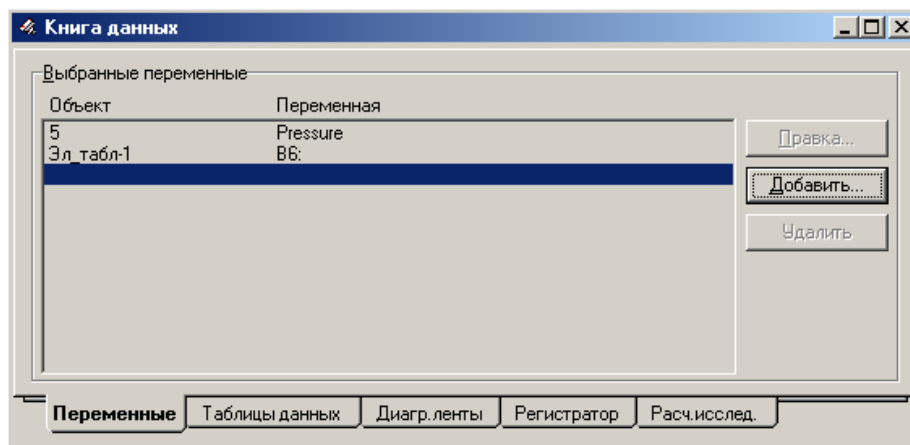 Книга данных
Выбранные переменные
Объект Переменная
5 Pressure
Эл_табл-1 B6:
Правка...
Добавить...
Удалить
Переменные Таблицы данных Диагр.ленты Регистратор Расч.исслед.